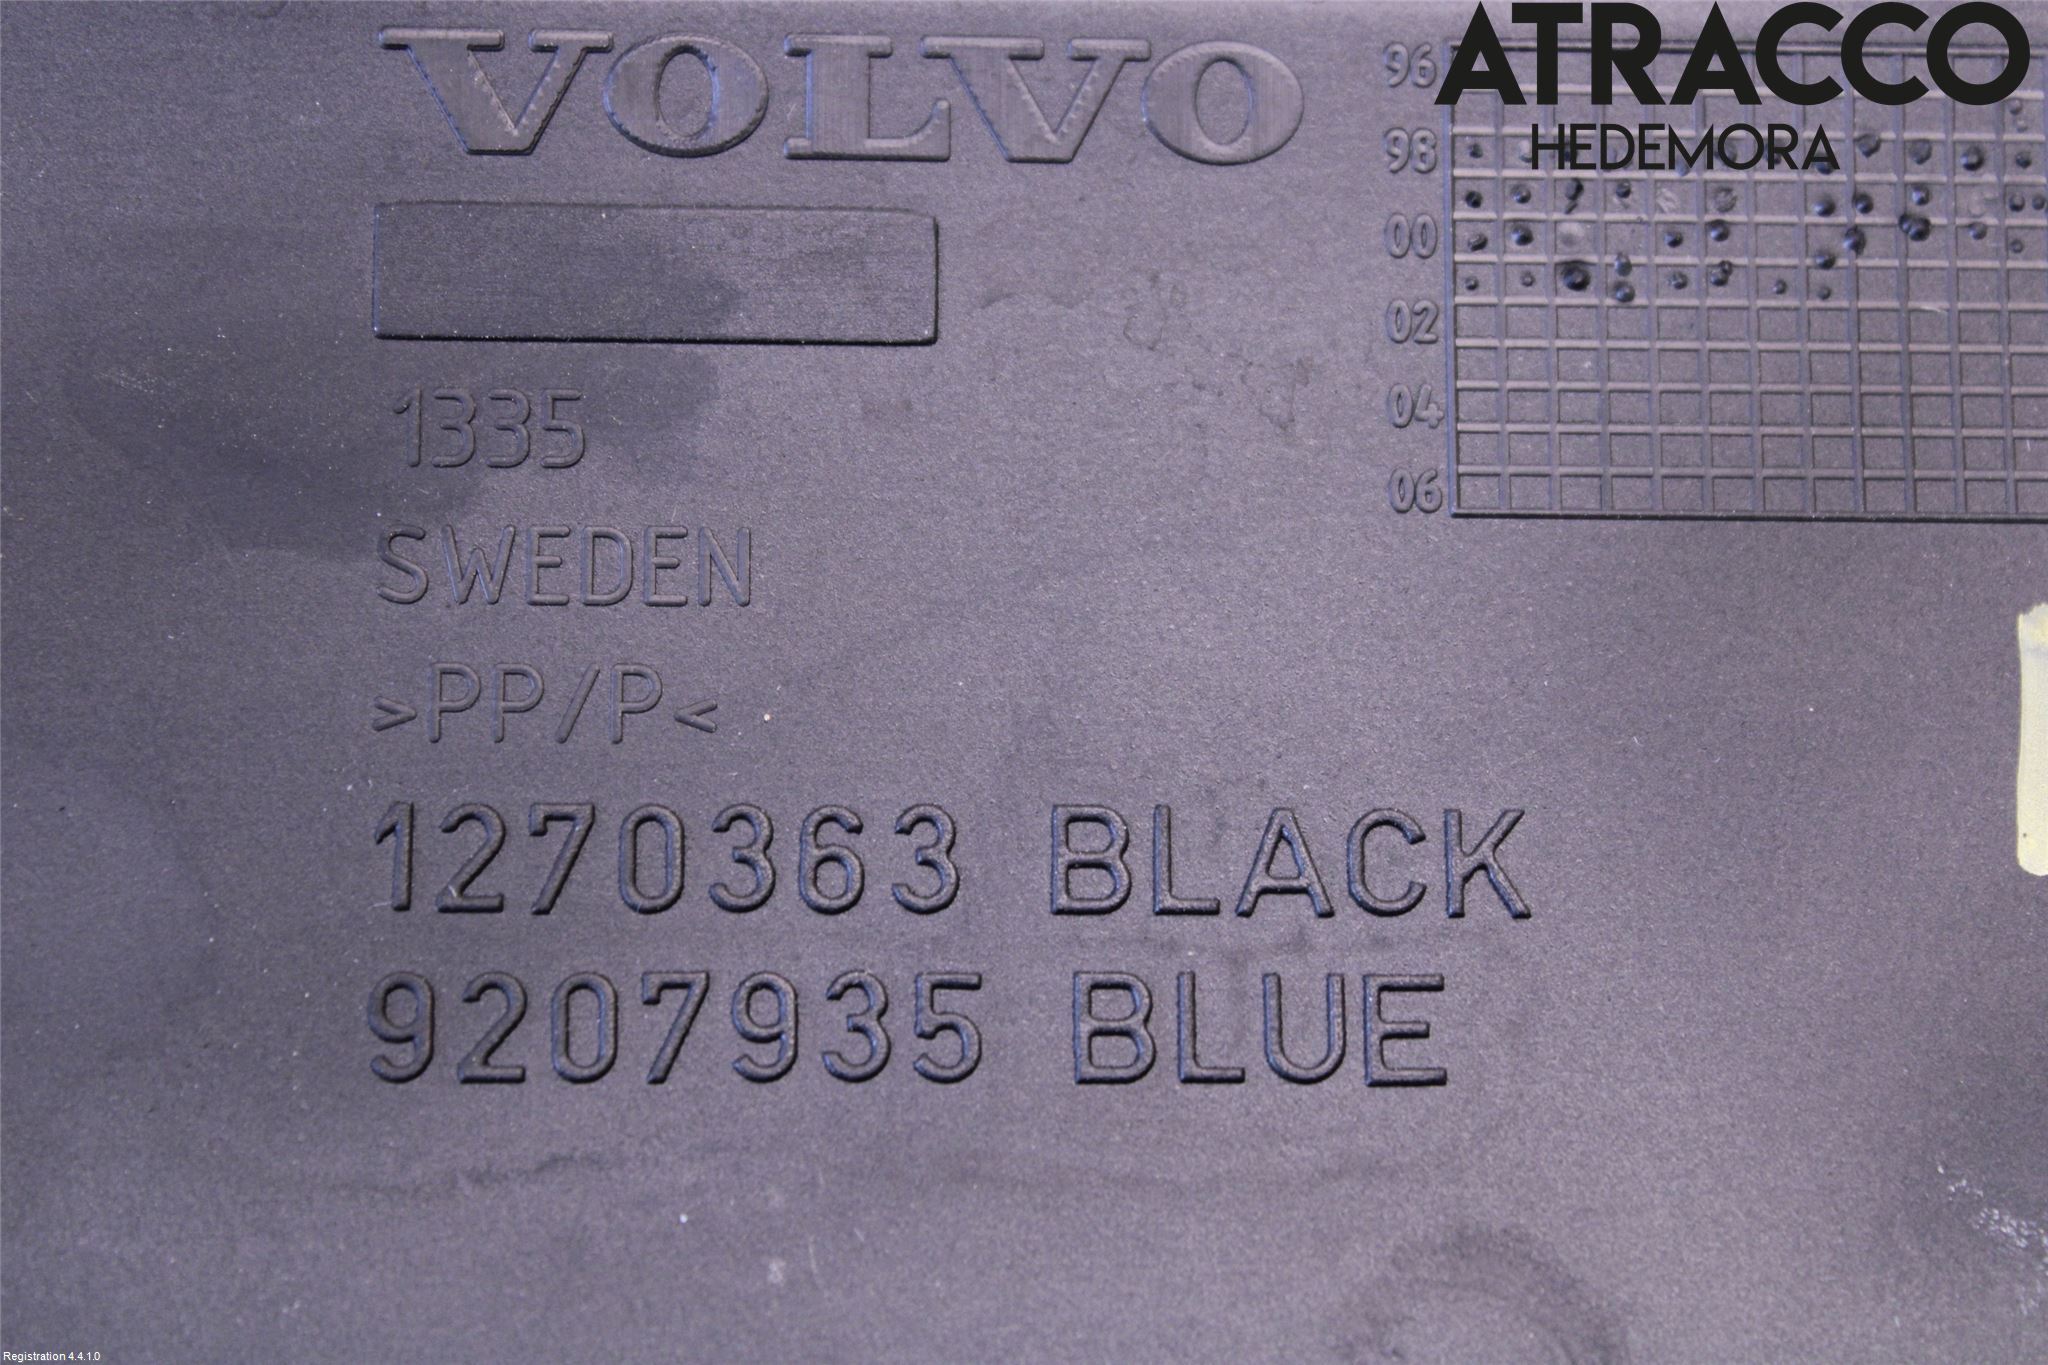 VOLVO
ATRACCO
HEDEMORA
96
98
00
02
04
06
1335
SWEDEN
>PP/P<
1270363 BLACK
9207935 BLUE
Registration 4.4.1.0